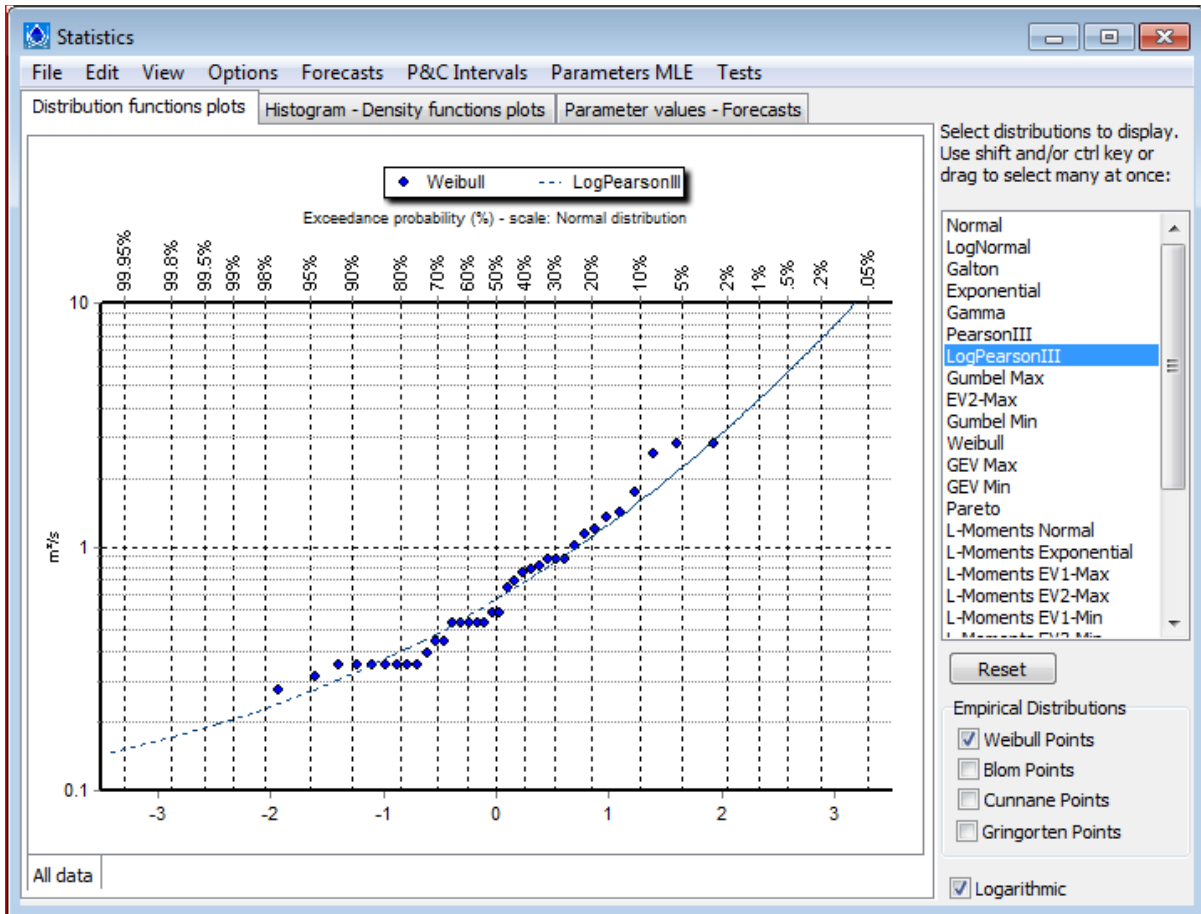 Statistics
File Edit View Options Forecasts P&C Intervals Parameters MLE Tests
Distribution functions plots Histogram - Density functions plots Parameter values - Forecasts
Select distributions to display.
Use shift and/or ctrl key or
drag to select many at once:
Weibull LogPearsonIII
Exceedance probability (%) - scale: Normal distribution
99.95% 99.8% 99.5% 99% 98% 95% 90% 80% 70% 60% 50% 40% 30% 20% 10% 5% 2% 1% .5% .2% .05%
10
1
0.1
m³/s
-3 -2 -1 0 1 2 3
All data
Normal
LogNormal
Galton
Exponential
Gamma
PearsonIII
LogPearsonIII
Gumbel Max
EV2-Max
Gumbel Min
Weibull
GEV Max
GEV Min
Pareto
L-Moments Normal
L-Moments Exponential
L-Moments EV1-Max
L-Moments EV2-Max
L-Moments EV1-Min
L-Moments EV2-Min
Reset
Empirical Distributions
Weibull Points
Blom Points
Cunnane Points
Gringorten Points
Logarithmic